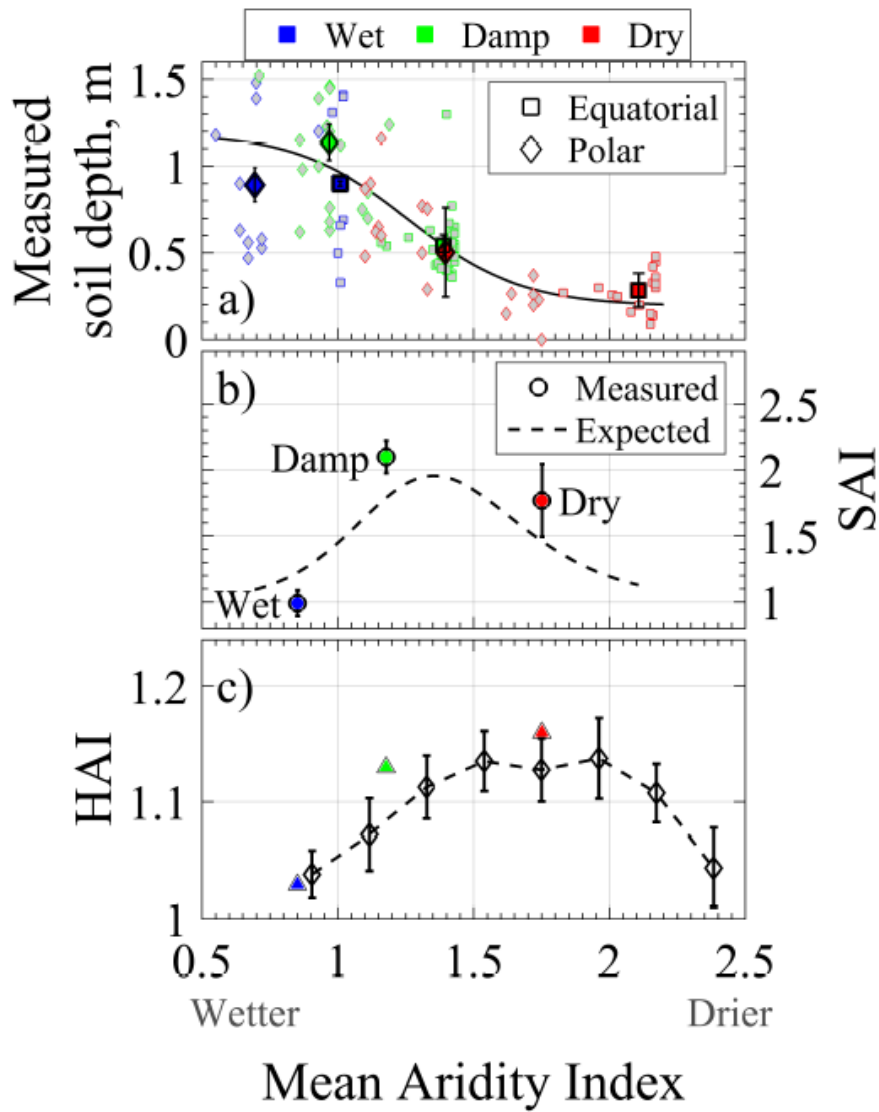 Wet Damp Dry
Measured soil depth, m
1.5
1
0.5
0
Equatorial
Polar
a)
b)
Measured
Expected
Damp
Dry
Wet
2.5
2
1.5
1
SAI
c)
HAI
1.2
1.1
1
0.5 1 1.5 2 2.5
Wetter Drier
Mean Aridity Index